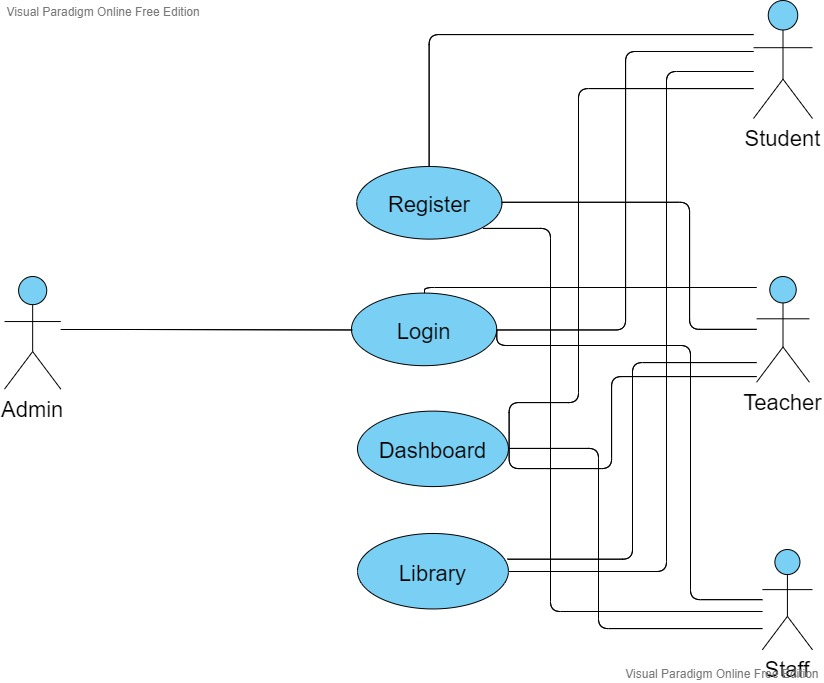 Visual Paradigm Online Free Edition
Student
Register
Login
Admin
Teacher
Dashboard
Library
Staff
Visual Paradigm Online Free Edition